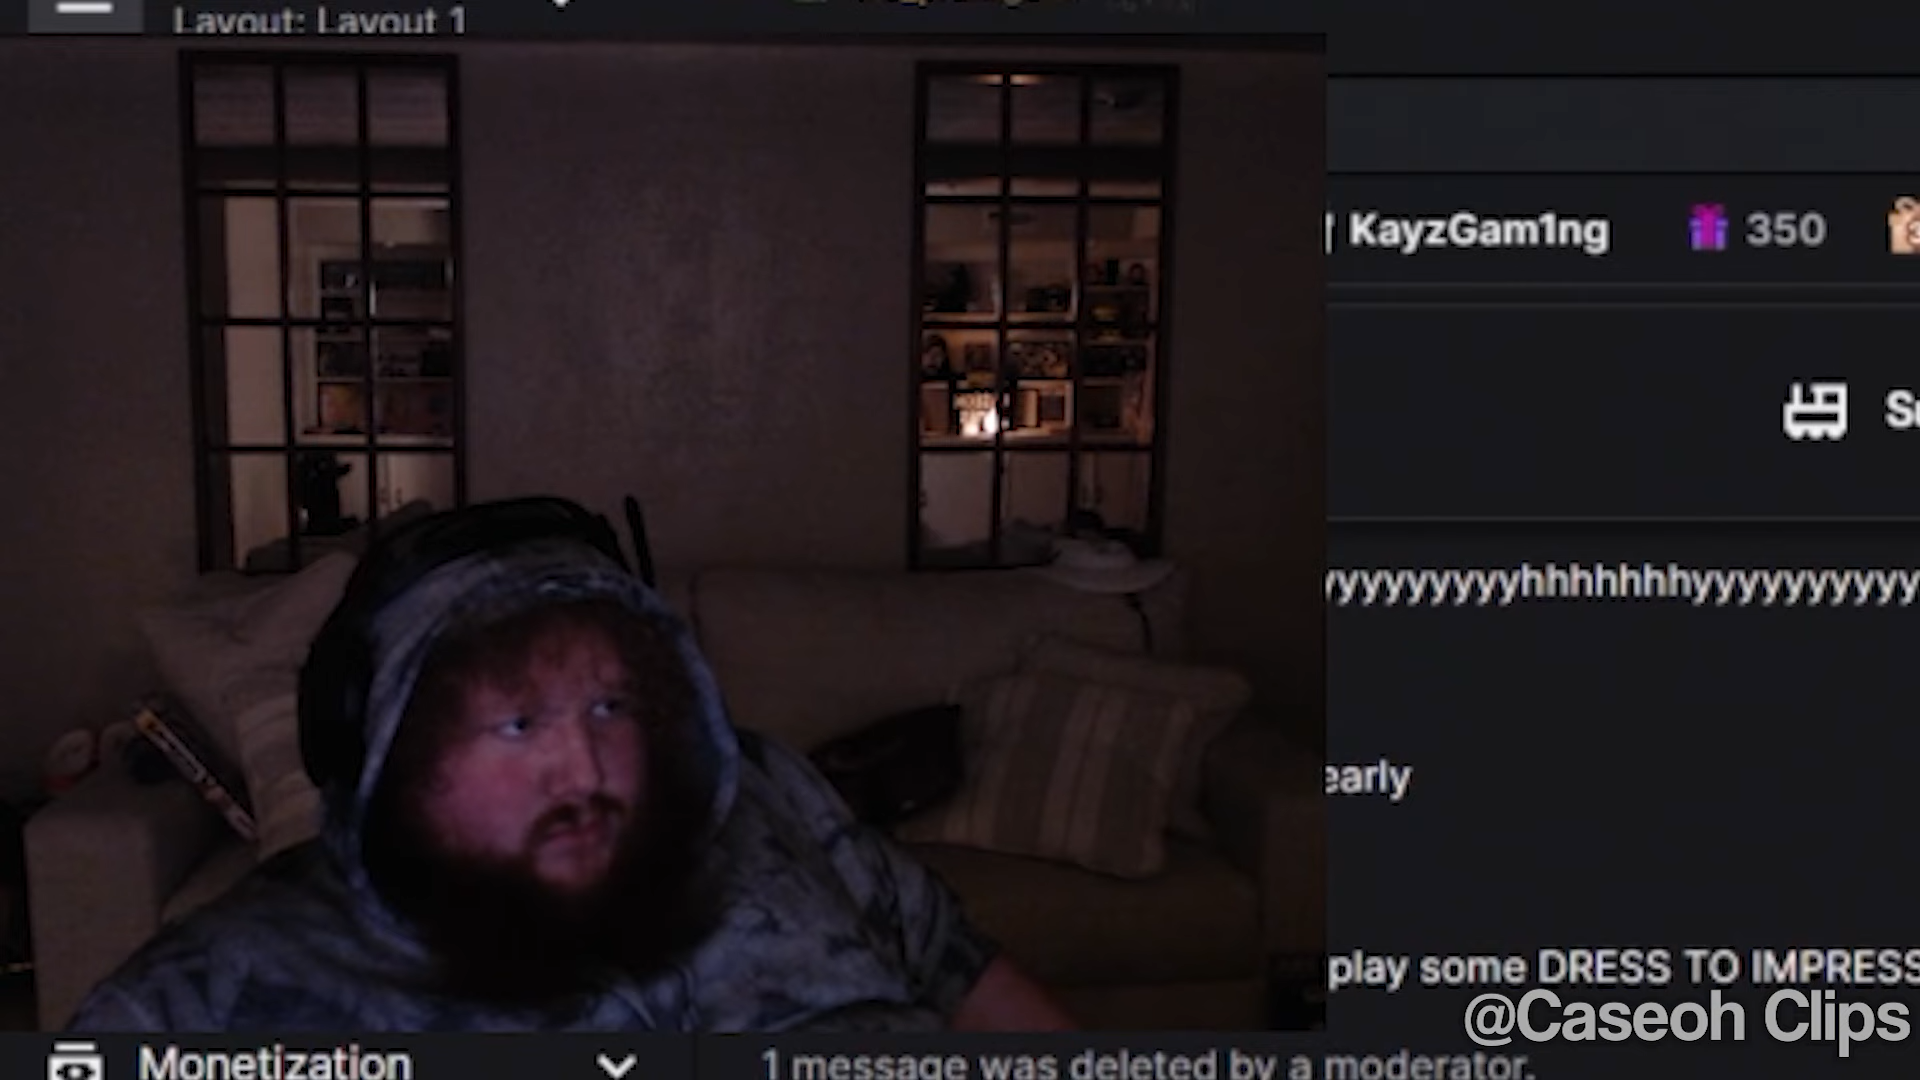 Layout: Layout 1
KayzGam1ng
350
yyyyyyyyyhhhhhhhyyyyyyyyyy
early
play some DRESS TO IMPRESS
@Caseoh Clips
Monetization
1 message was deleted by a moderator.